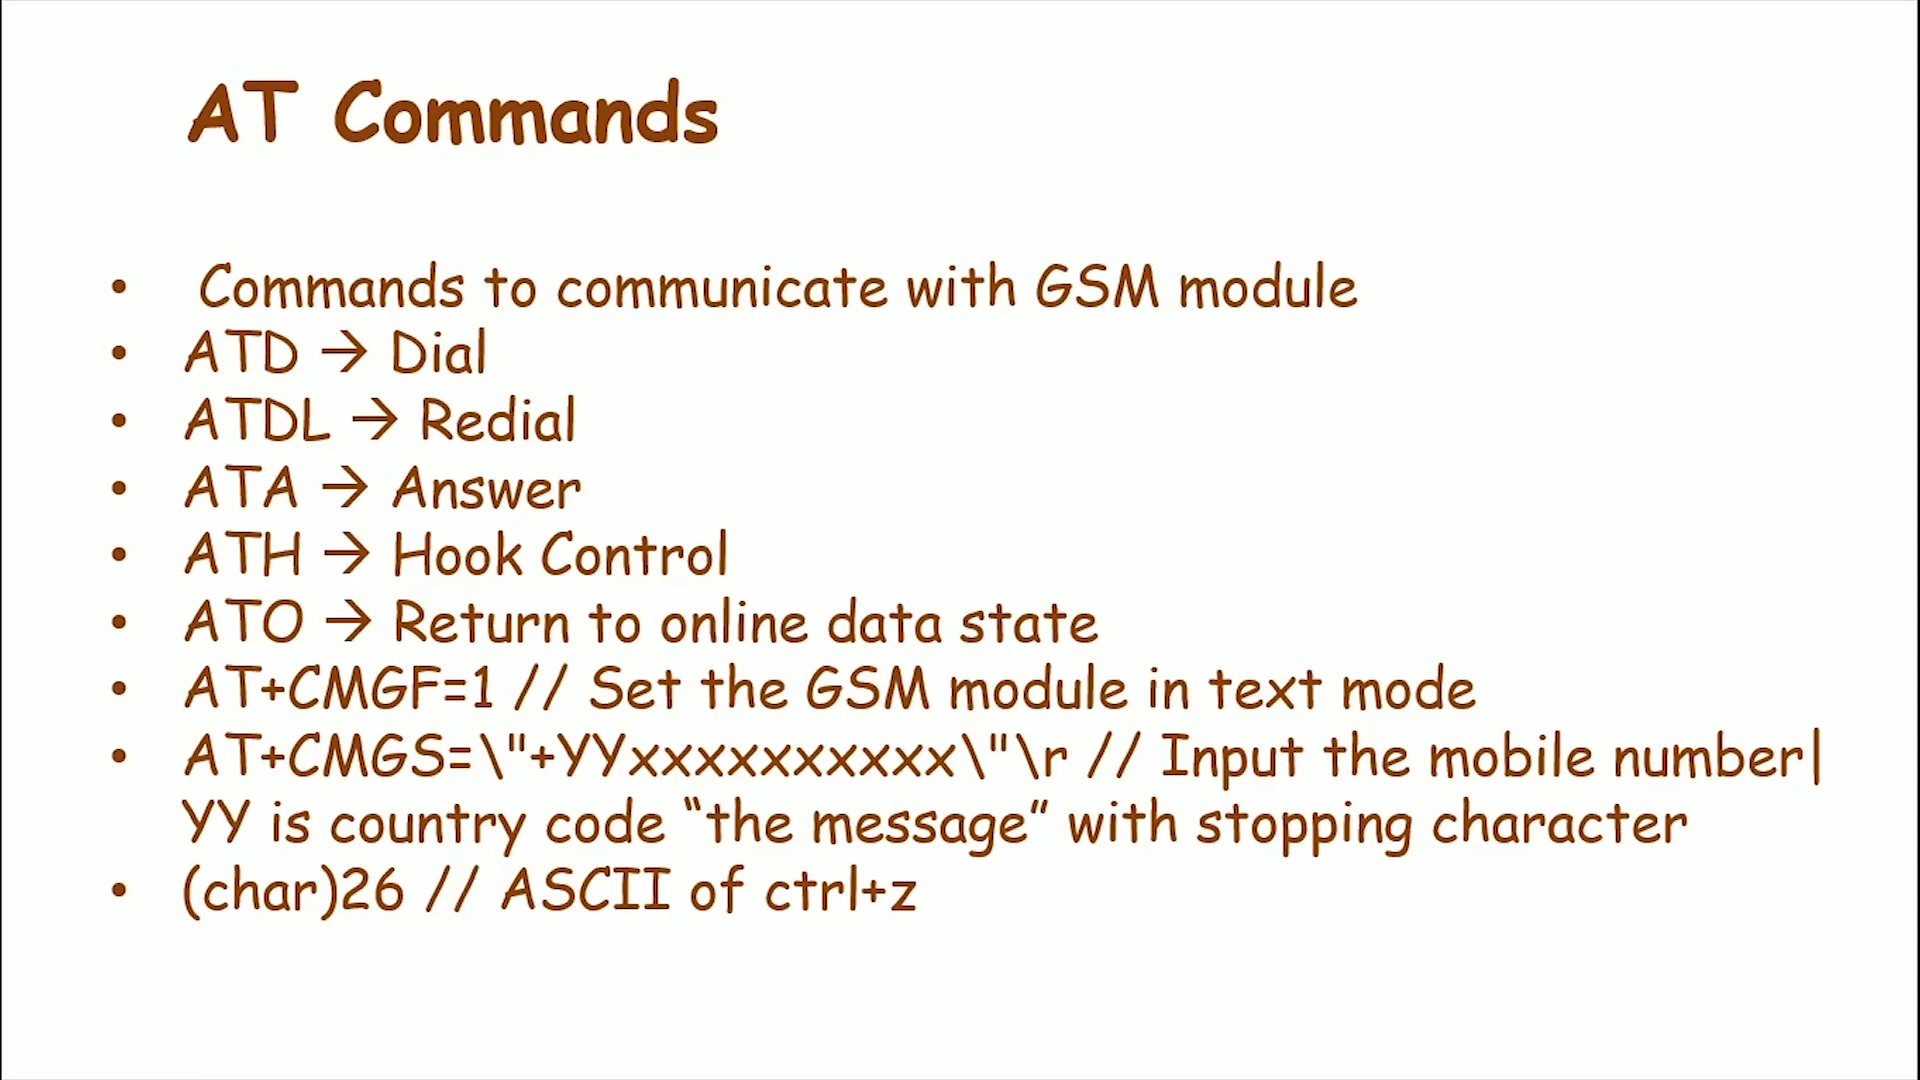 AT Commands
• Commands to communicate with GSM module
• ATD → Dial
• ATDL → Redial
• ATA → Answer
• ATH → Hook Control
• ATO → Return to online data state
• AT+CMGF=1 // Set the GSM module in text mode
• AT+CMGS=\"+YYxxxxxxxxxx\"\r // Input the mobile number|
YY is country code “the message” with stopping character
• (char)26 // ASCII of ctrl+z